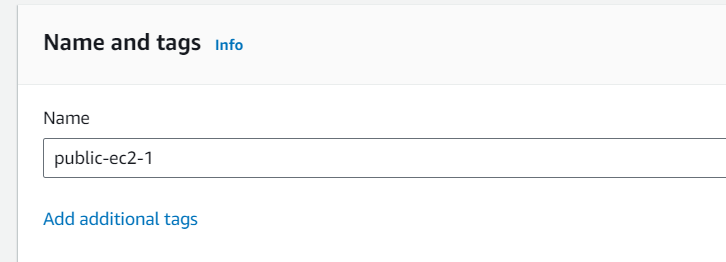 Name and tags Info
Name
public-ec2-1
Add additional tags